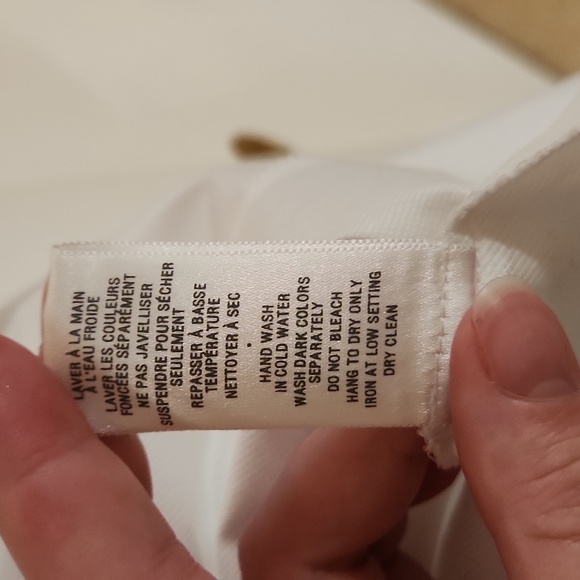 LAVER À LA MAIN
À L'EAU FROIDE
LAVER LES COULEURS
FONCÉES SÉPARÉMENT
NE PAS JAVELLISER
SUSPENDRE POUR SÉCHER
SEULEMENT
REPASSER À BASSE
TEMPÉRATURE
NETTOYER À SEC
•
HAND WASH
IN COLD WATER
WASH DARK COLORS
SEPARATELY
DO NOT BLEACH
HANG TO DRY ONLY
IRON AT LOW SETTING
DRY CLEAN